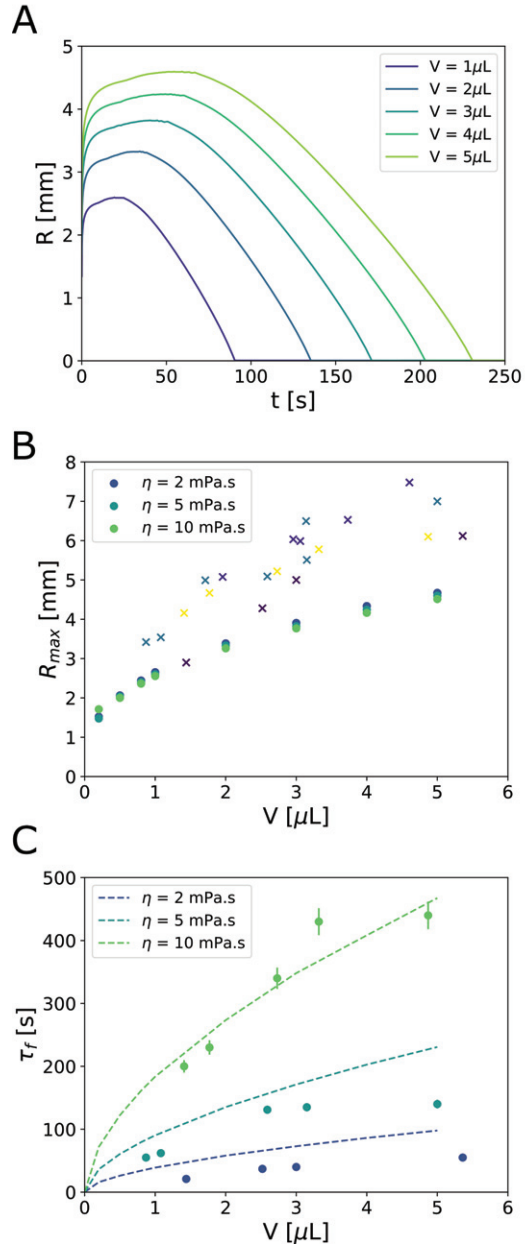 A
5
4
3
2
1
0
R [mm]
V = 1μL
V = 2μL
V = 3μL
V = 4μL
V = 5μL
0 50 100 150 200 250
t [s]
B
8
7
6
5
4
3
2
1
0
R_max [mm]
η = 2 mPa.s
η = 5 mPa.s
η = 10 mPa.s
0 1 2 3 4 5 6
V [μL]
C
500
400
300
200
100
0
τ_f [s]
η = 2 mPa.s
η = 5 mPa.s
η = 10 mPa.s
0 1 2 3 4 5 6
V [μL]